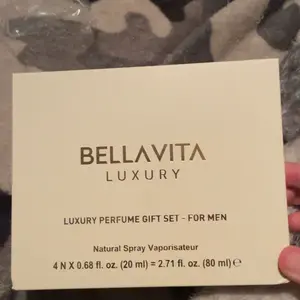 BELLAVITA
LUXURY
LUXURY PERFUME GIFT SET - FOR MEN
Natural Spray Vaporisateur
4 N X 0.68 fl. oz. (20 ml) = 2.71 fl. oz. (80 ml) ℮